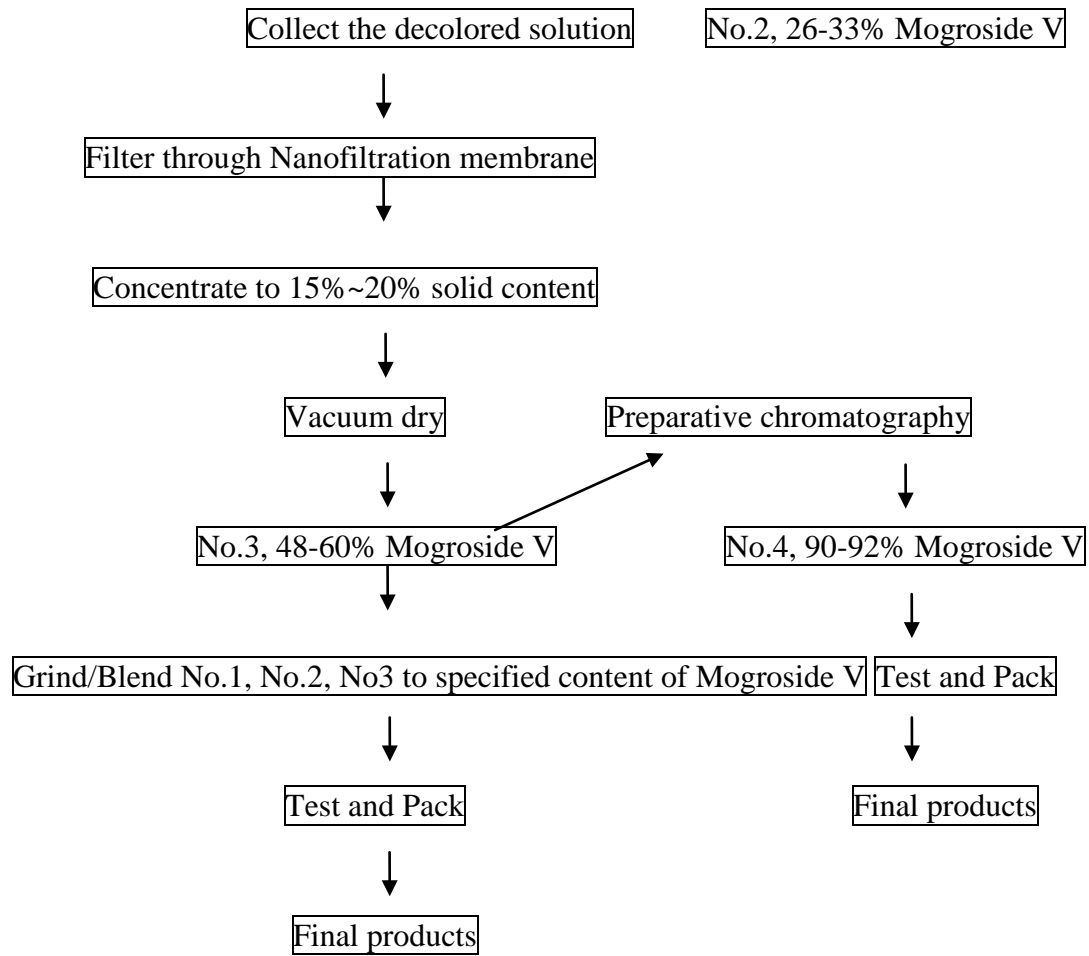 Collect the decolored solution
No.2, 26-33% Mogroside V
Filter through Nanofiltration membrane
Concentrate to 15%~20% solid content
Vacuum dry
Preparative chromatography
No.3, 48-60% Mogroside V
No.4, 90-92% Mogroside V
Grind/Blend No.1, No.2, No3 to specified content of Mogroside V
Test and Pack
Test and Pack
Final products
Final products